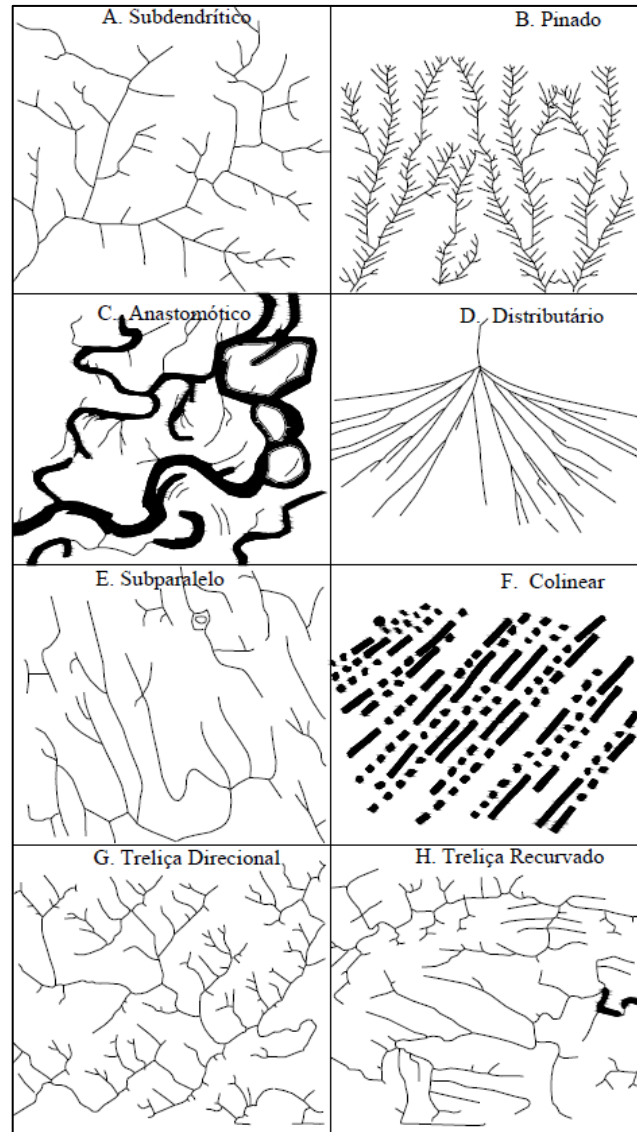 A. Subdendrítico
B. Pinado
C. Anastomótico
D. Distributário
E. Subparalelo
F. Colinear
G. Treliça Direcional
H. Treliça Recurvado